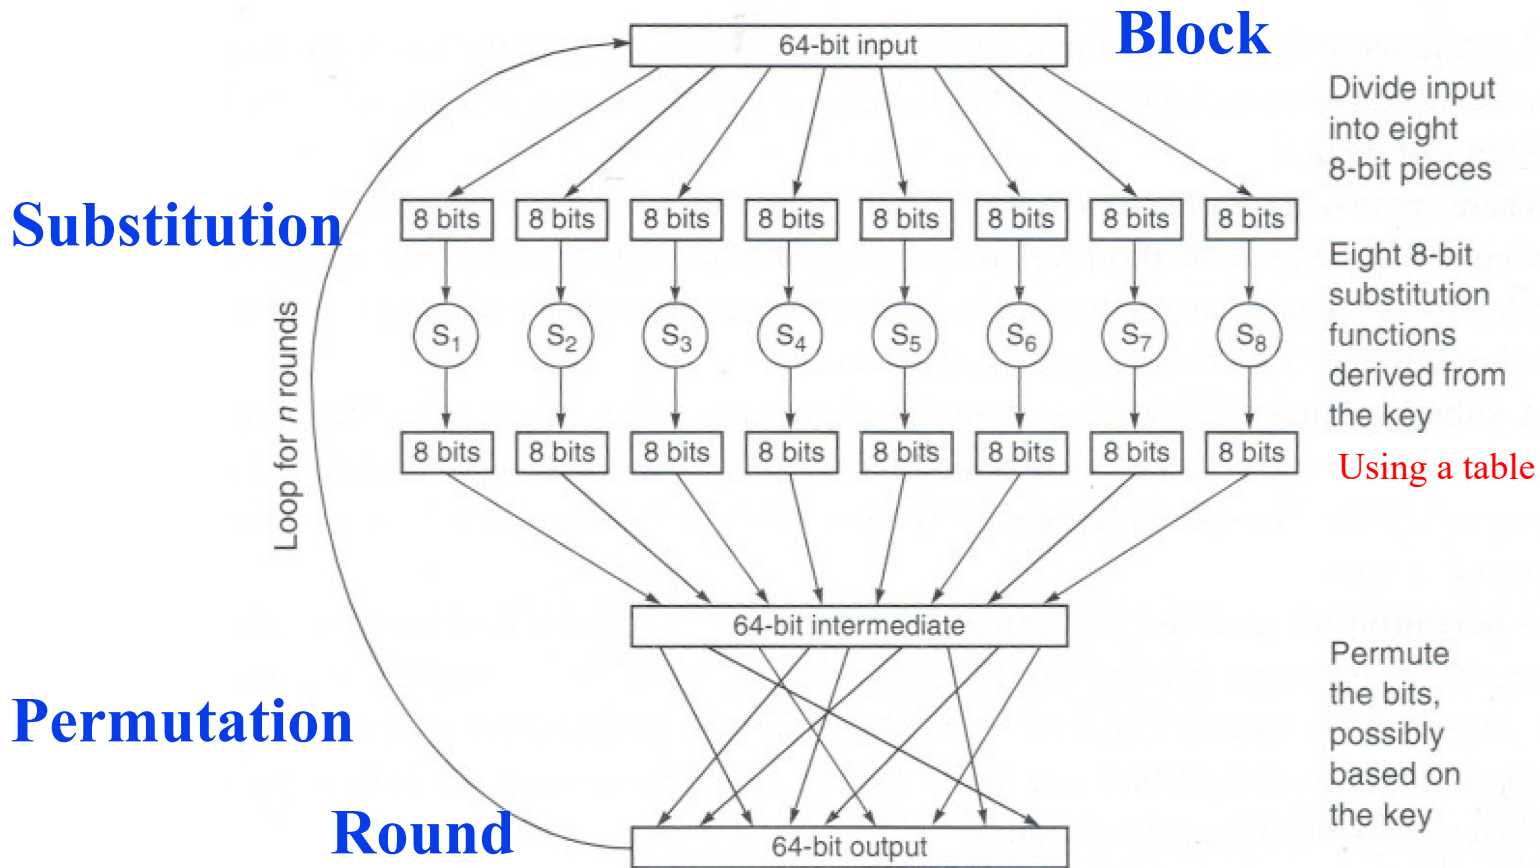 Block
64-bit input
Divide input
into eight
8-bit pieces
Substitution
8 bits 8 bits 8 bits 8 bits 8 bits 8 bits 8 bits 8 bits
Eight 8-bit
substitution
functions
derived from
the key
Loop for n rounds
S1 S2 S3 S4 S5 S6 S7 S8
8 bits 8 bits 8 bits 8 bits 8 bits 8 bits 8 bits 8 bits
Using a table
64-bit intermediate
Permutation
Permute
the bits,
possibly
based on
the key
Round
64-bit output